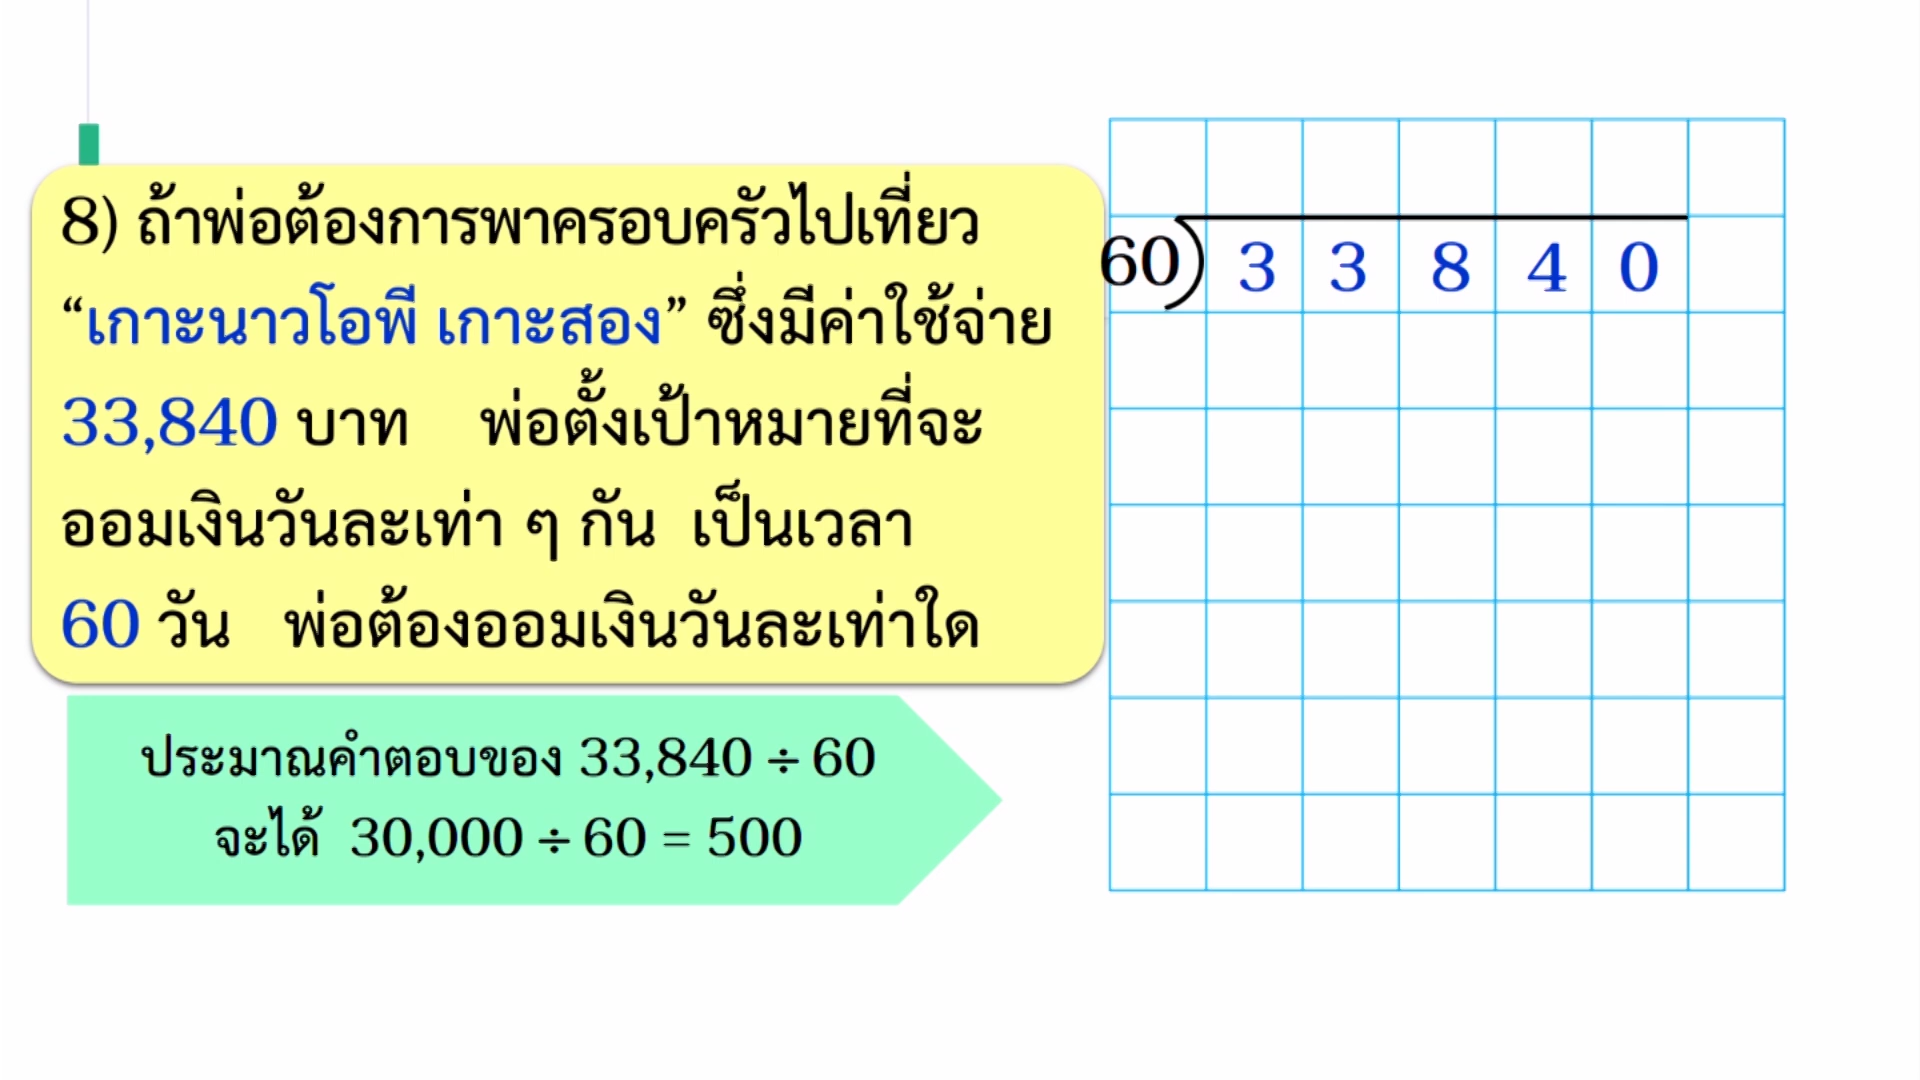 8) ถ้าพ่อต้องการพาครอบครัวไปเที่ยว
“เกาะนาวโอพี เกาะสอง” ซึ่งมีค่าใช้จ่าย
33,840 บาท พ่อตั้งเป้าหมายที่จะ
ออมเงินวันละเท่า ๆ กัน เป็นเวลา
60 วัน พ่อต้องออมเงินวันละเท่าใด
ประมาณคำตอบของ 33,840 ÷ 60
จะได้ 30,000 ÷ 60 = 500
60) 3 3 8 4 0